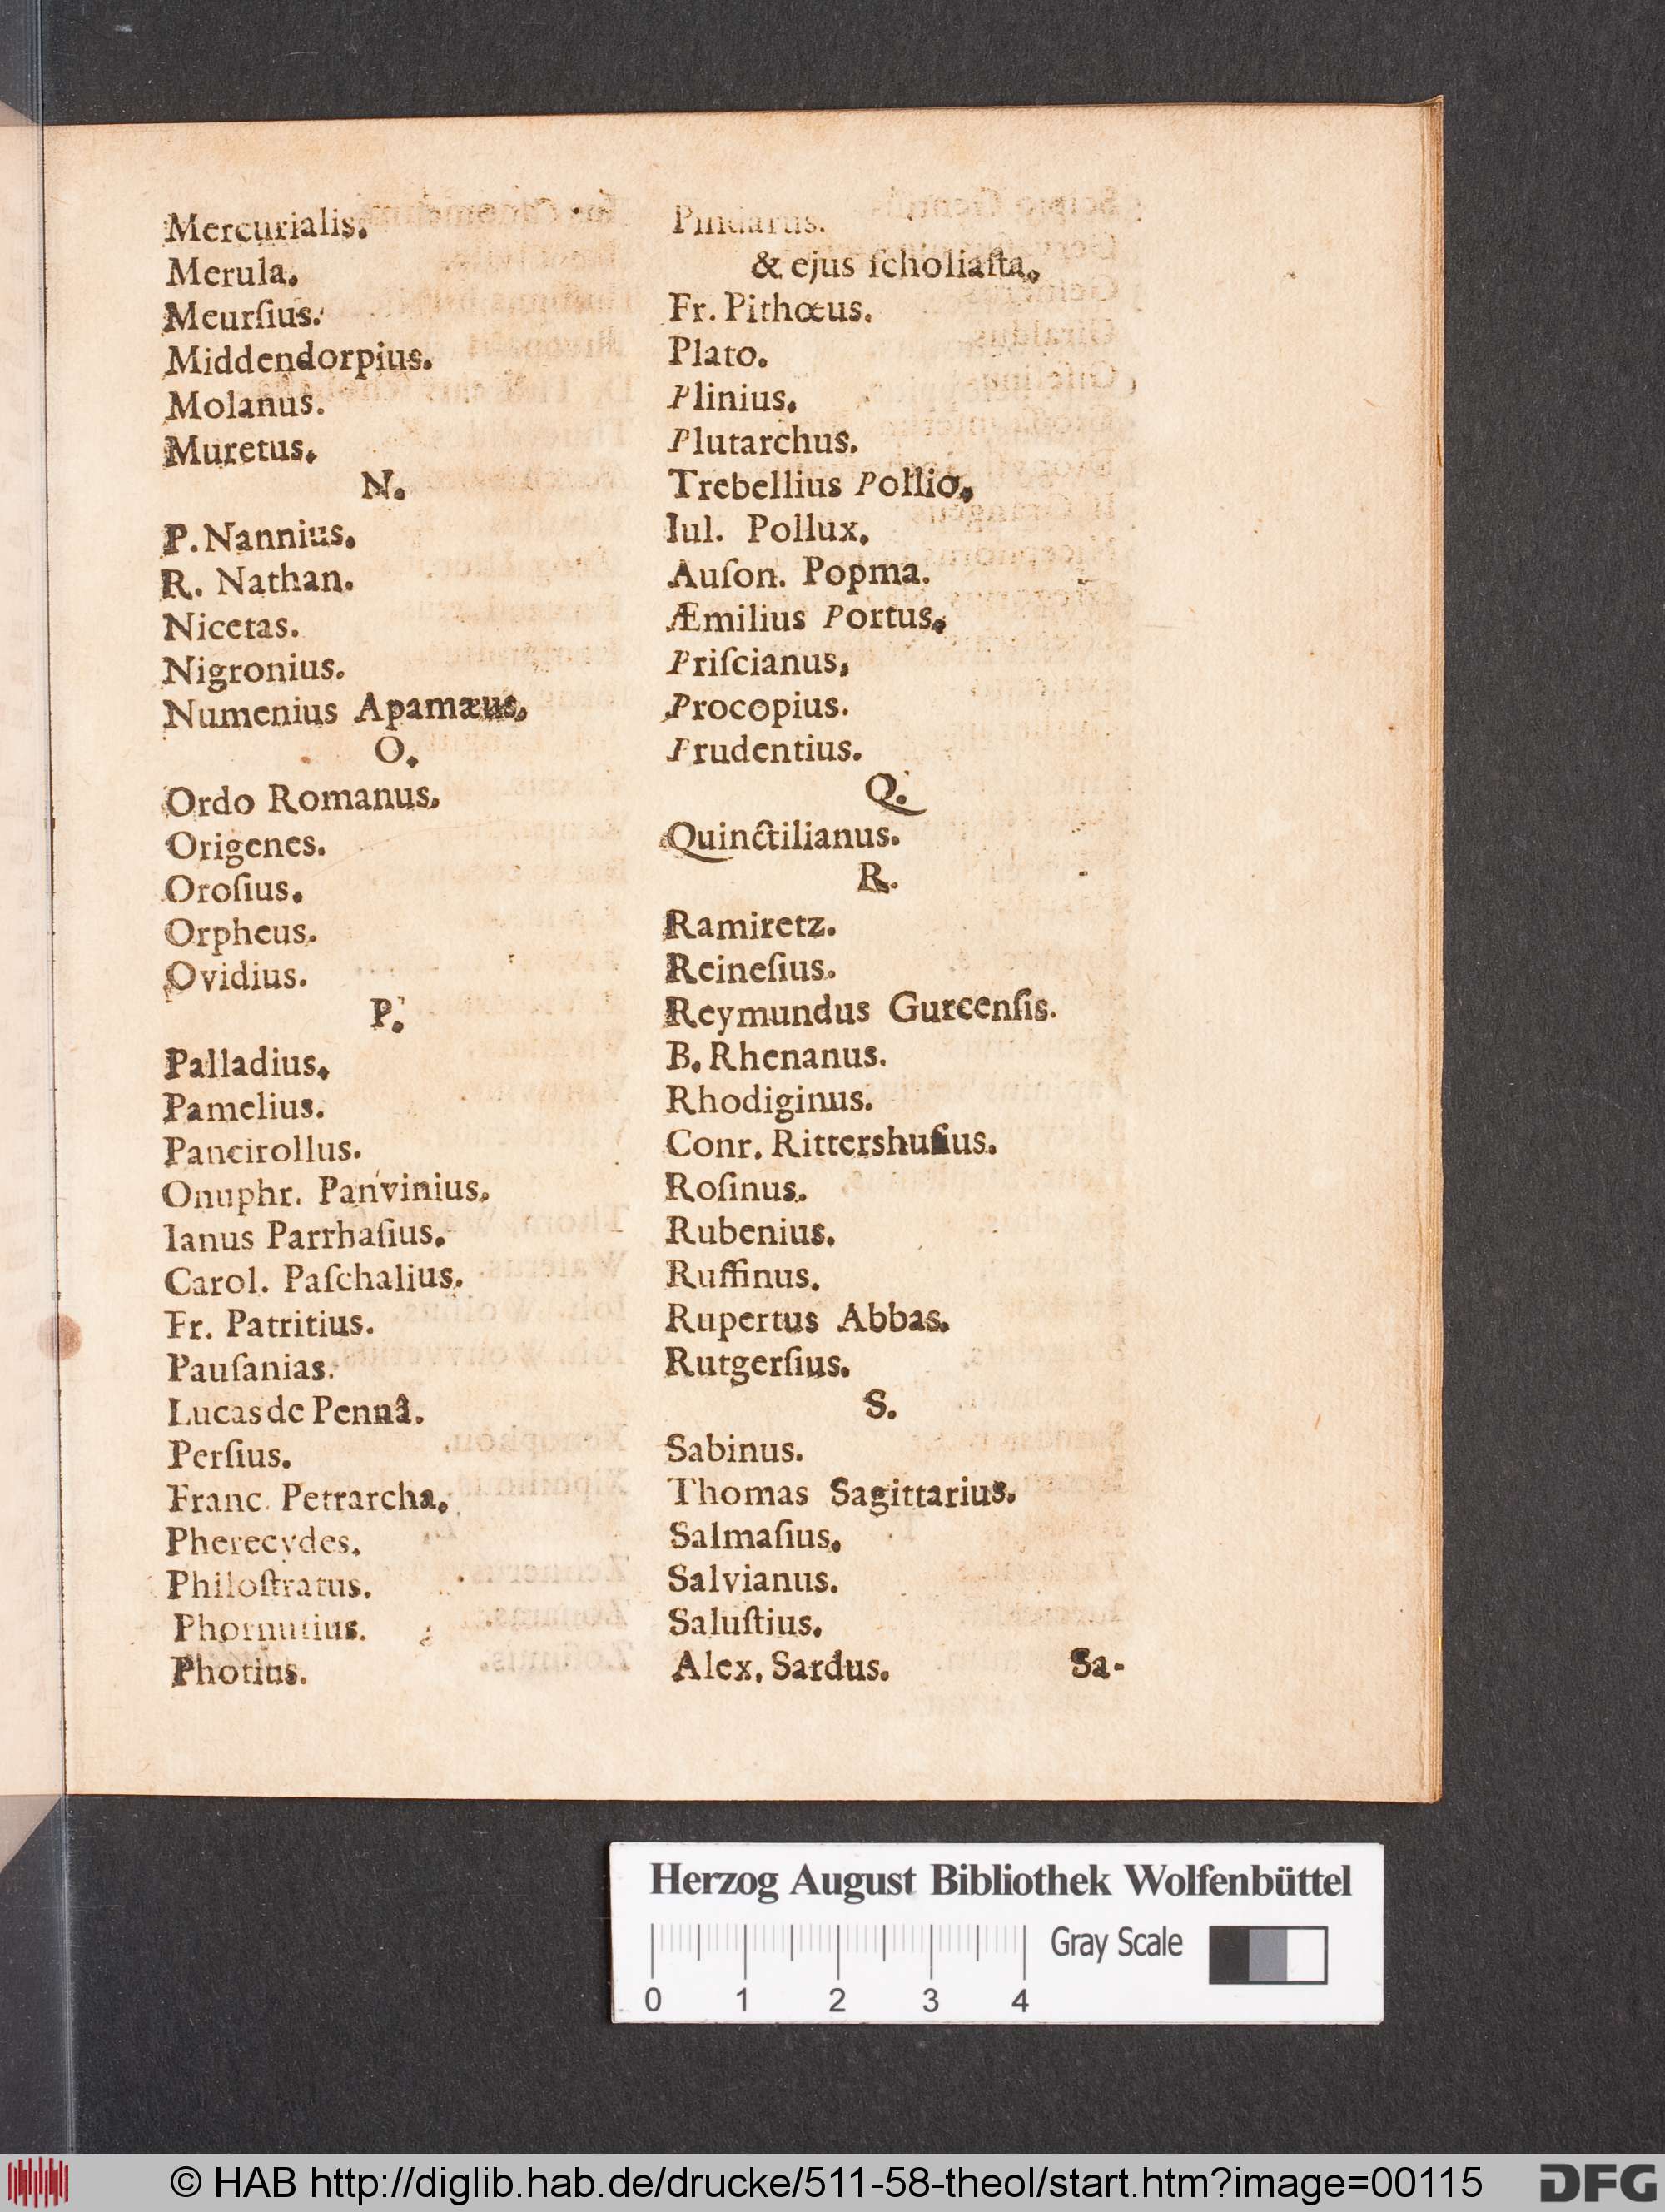 Mercurialis.
Merula.
Meurſius.
Middendorpius.
Molanus.
Muretus.
N.
P. Nannius.
R. Nathan.
Nicetas.
Nigronius.
Numenius Apamæus.
O.
Ordo Romanus.
Origenes.
Oroſius.
Orpheus.
Ovidius.
P.
Palladius.
Pamelius.
Pancirollus.
Onuphr. Panvinius.
Ianus Parrhaſius.
Carol. Paſchalius.
Fr. Patritius.
Pauſanias.
Lucas de Pennâ.
Perſius.
Franc. Petrarcha.
Pherecydes.
Philoſtratus.
Phornutius.
Photius.
Pindarus.
& ejus ſcholiaſta.
Fr. Pithœus.
Plato.
Plinius.
Plutarchus.
Trebellius Pollio.
Iul. Pollux.
Auſon. Popma.
Æmilius Portus.
Priſcianus.
Procopius.
Prudentius.
Q.
Quinctilianus.
R.
Ramiretz.
Reineſius.
Reymundus Gurcenſis.
B. Rhenanus.
Rhodiginus.
Conr. Rittershuſius.
Roſinus.
Rubenius.
Ruffinus.
Rupertus Abbas.
Rutgerſius.
S.
Sabinus.
Thomas Sagittarius.
Salmaſius.
Salvianus.
Saluſtius.
Alex. Sardus.
Sa-
Herzog August Bibliothek Wolfenbüttel
0 1 2 3 4
Gray Scale
© HAB http://diglib.hab.de/drucke/511-58-theol/start.htm?image=00115
DFG